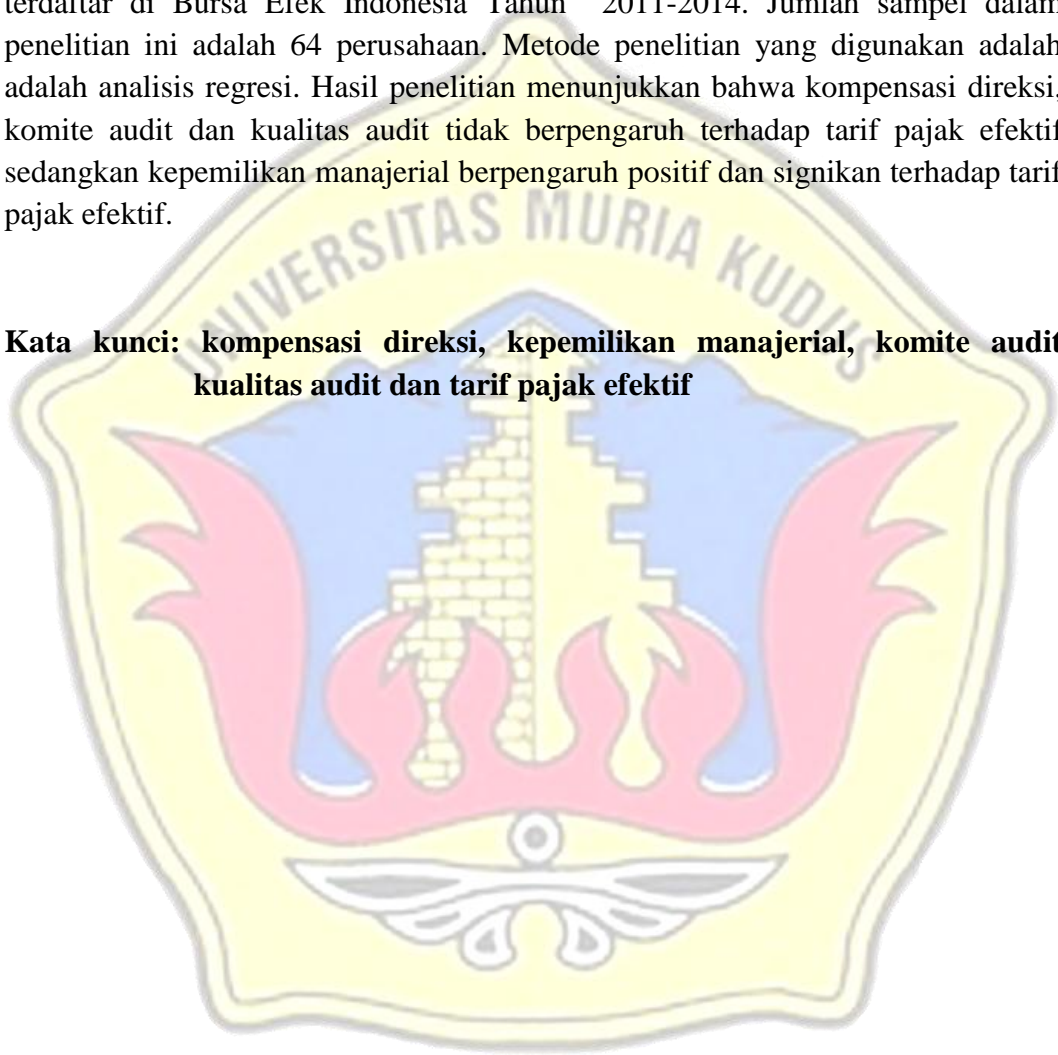 terdaftar di Bursa Efek Indonesia Tahun 2011-2014. Jumlah sampel dalam
penelitian ini adalah 64 perusahaan. Metode penelitian yang digunakan adalah
adalah analisis regresi. Hasil penelitian menunjukkan bahwa kompensasi direksi,
komite audit dan kualitas audit tidak berpengaruh terhadap tarif pajak efektif
sedangkan kepemilikan manajerial berpengaruh positif dan signikan terhadap tarif
pajak efektif.
UNIVERSITAS MURIA KUDUS
Kata kunci: kompensasi direksi, kepemilikan manajerial, komite audit
kualitas audit dan tarif pajak efektif